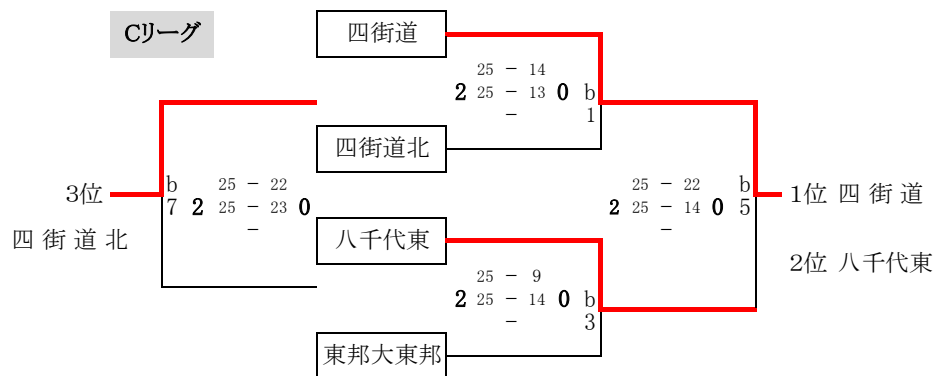 Cリーグ
四街道
25 － 14
2 25 － 13 0 b
－ 1
四街道北
3位
四街道北
b 25 － 22
7 2 25 － 23 0
－
25 － 22 b
2 25 － 14 0 5
－
1位 四街道
八千代東
2位 八千代東
25 － 9
2 25 － 14 0 b
－ 3
東邦大東邦